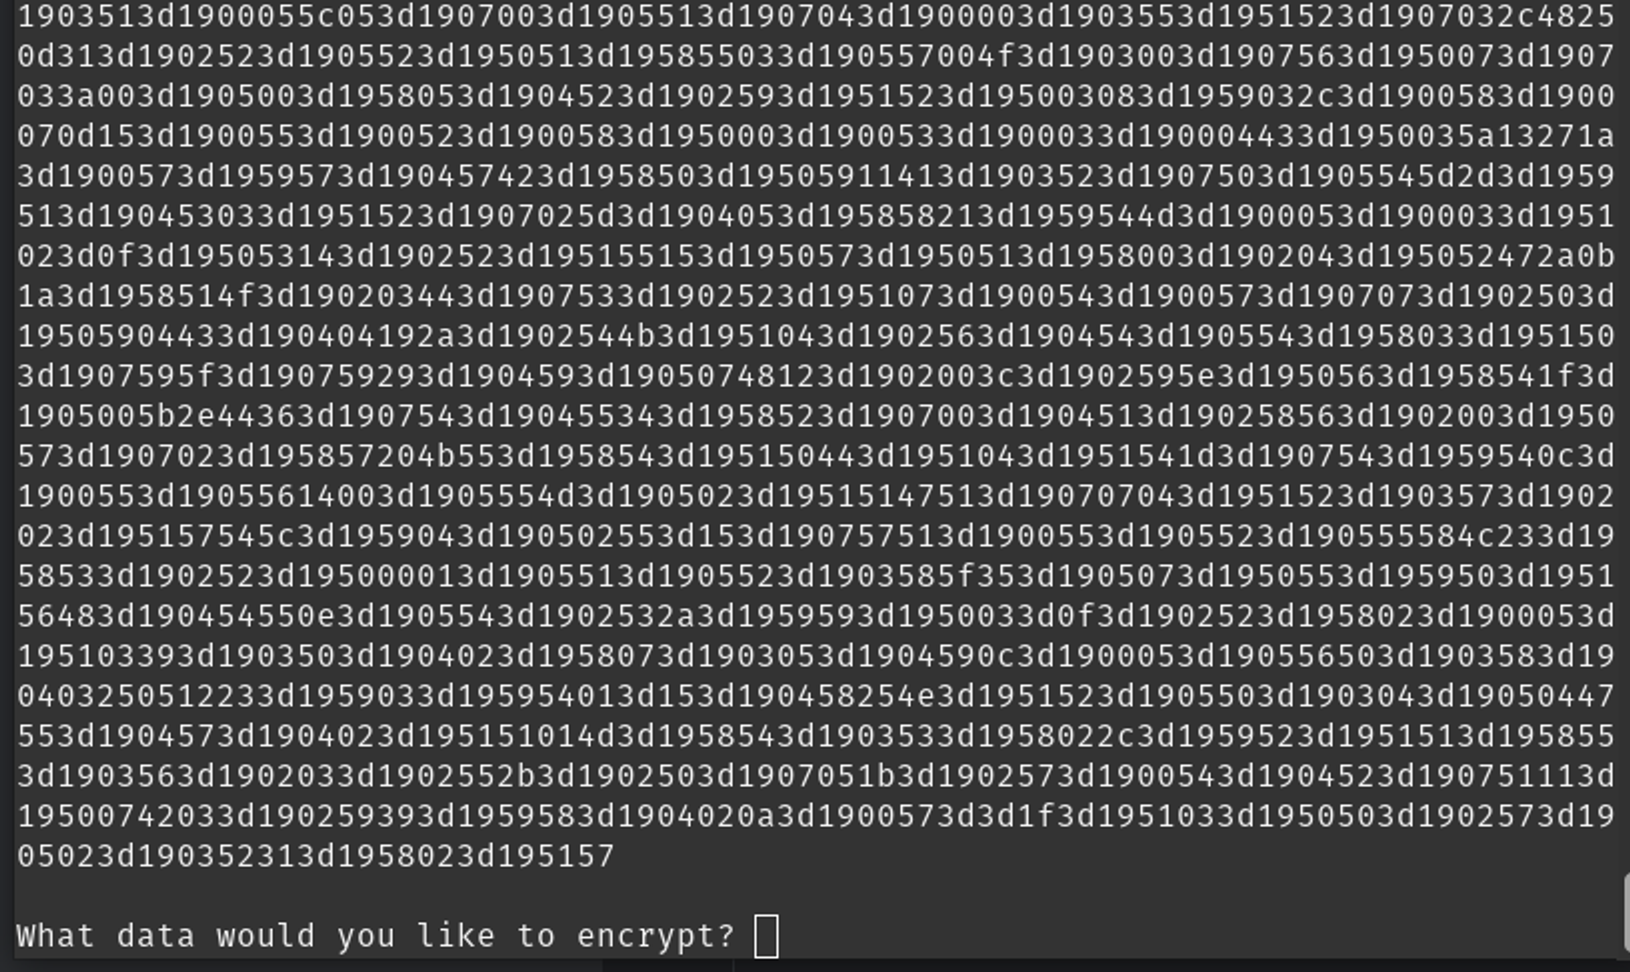 1903513d1900055c053d1907003d1905513d1907043d1900003d1903553d1951523d1907032c4825
0d313d1902523d1905523d1950513d195855033d190557004f3d1903003d1907563d1950073d1907
033a003d1905003d1958053d1904523d1902593d1951523d195003083d1959032c3d1900583d1900
070d153d1900553d1900523d1900583d1950003d1900533d1900033d190004433d1950035a13271a
3d1900573d1959573d190457423d1958503d19505911413d1903523d1907503d1905545d2d3d1959
513d190453033d1951523d1907025d3d1904053d195858213d1959544d3d1900053d1900033d1951
023d0f3d195053143d1902523d195155153d1950573d1950513d1958003d1902043d195052472a0b
1a3d1958514f3d190203443d1907533d1902523d1951073d1900543d1900573d1907073d1902503d
19505904433d190404192a3d1902544b3d1951043d1902563d1904543d1905543d1958033d195150
3d1907595f3d190759293d1904593d19050748123d1902003c3d1902595e3d1950563d1958541f3d
1905005b2e44363d1907543d190455343d1958523d1907003d1904513d190258563d1902003d1950
573d1907023d195857204b553d1958543d195150443d1951043d1951541d3d1907543d1959540c3d
1900553d19055614003d1905554d3d1905023d19515147513d190707043d1951523d1903573d1902
023d195157545c3d1959043d190502553d153d190757513d1900553d1905523d190555584c233d19
58533d1902523d195000013d1905513d1905523d1903585f353d1905073d1950553d1959503d1951
56483d190454550e3d1905543d1902532a3d1959593d1950033d0f3d1902523d1958023d1900053d
195103393d1903503d1904023d1958073d1903053d1904590c3d1900053d190556503d1903583d19
0403250512233d1959033d195954013d153d190458254e3d1951523d1905503d1903043d19050447
553d1904573d1904023d195151014d3d1958543d1903533d1958022c3d1959523d1951513d195855
3d1903563d1902033d1902552b3d1902503d1907051b3d1902573d1900543d1904523d190751113d
19500742033d190259393d1959583d1904020a3d1900573d3d1f3d1951033d1950503d1902573d19
05023d190352313d1958023d195157
What data would you like to encrypt?